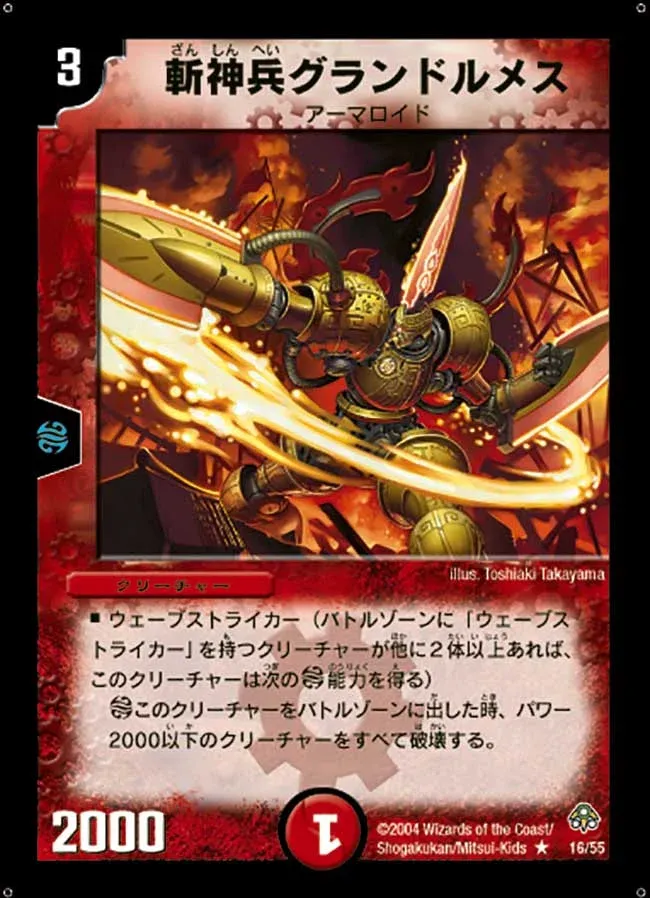 3
ざん しん へい
斬神兵グランドルメス
アーマロイド
illus. Toshiaki Takayama
クリーチャー
■ ウェーブストライカー（バトルゾーンに「ウェーブス
トライカー」を持つクリーチャーが他に2体以上あれば、
このクリーチャーは次の能力を得る）
このクリーチャーをバトルゾーンに出した時、パワー
2000以下のクリーチャーをすべて破壊する。
2000
1
©2004 Wizards of the Coast/
Shogakukan/Mitsui-Kids ★ 16/55